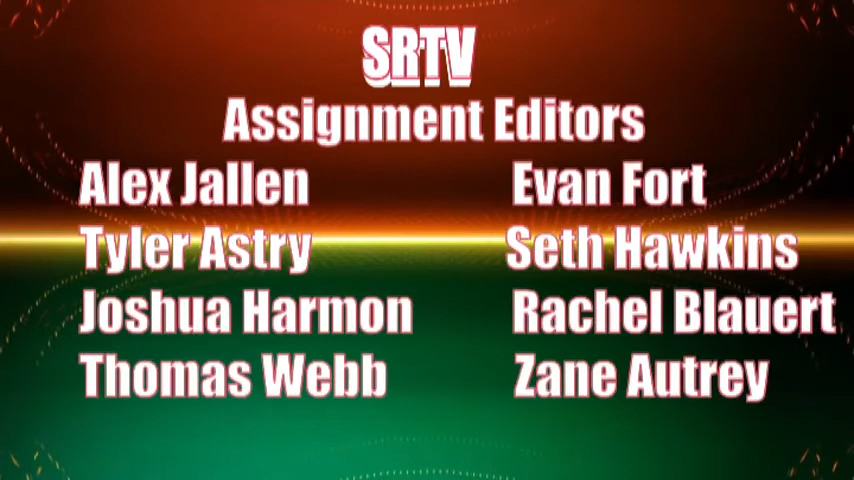 SRTV
Assignment Editors
Alex Jallen Evan Fort
Tyler Astry Seth Hawkins
Joshua Harmon Rachel Blauert
Thomas Webb Zane Autrey